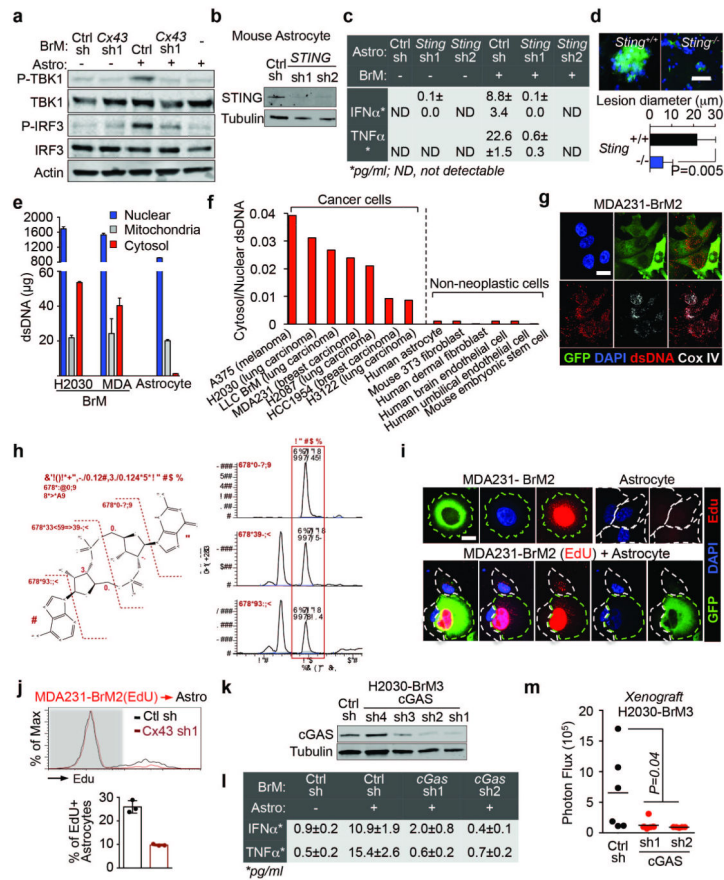 a
BrM:
Ctrl sh
Cx43 sh1
Ctrl sh
Cx43 sh1
-
Astro:
-
-
+
+
+
P-TBK1
TBK1
P-IRF3
IRF3
Actin
b
Mouse Astrocyte
Ctrl sh
STING
sh1 sh2
STING
Tubulin
c
Astro:
Ctrl sh
Sting sh1
Sting sh2
Ctrl sh
Sting sh1
Sting sh2
BrM:
-
-
-
+
+
+
IFNα*
ND
0.1± 0.0
ND
8.8± 3.4
0.1± 0.0
ND
TNFα *
ND
ND
ND
22.6 ±1.5
0.6± 0.3
ND
*pg/ml; ND, not detectable
d
Sting+/+
Sting-/-
Lesion diameter (µm)
0 10 20 30
Sting
+/+
-/-
P=0.005
e
Nuclear
Mitochondria
Cytosol
dsDNA (µg)
2000
1600
1200
800
60
40
20
0
H2030
MDA
Astrocyte
BrM
f
Cytosol/Nuclear dsDNA
0.04
0.03
0.02
0.01
0
Cancer cells
Non-neoplastic cells
A375 (melanoma)
H2030 (lung carcinoma)
LLC BrM (lung carcinoma)
MDA231 (breast carcinoma)
H2087 (lung carcinoma)
HCC1954 (breast carcinoma)
H3122 (lung carcinoma)
Human astrocyte
Mouse 3T3 fibroblast
Human dermal fibroblast
Human brain endothelial cell
Human umbilical endothelial cell
Mouse embryonic stem cell
g
MDA231-BrM2
GFP DAPI dsDNA Cox IV
h
i
MDA231- BrM2
Astrocyte
MDA231-BrM2 (EdU) + Astrocyte
GFP DAPI Edu
j
MDA231-BrM2(EdU) → Astro
% of Max
Ctl sh
Cx43 sh1
→ Edu
% of EdU+ Astrocytes
40
30
20
10
0
k
H2030-BrM3
Ctrl sh
cGAS
sh4 sh3 sh2 sh1
cGAS
Tubulin
l
BrM:
Ctrl sh
Ctrl sh
cGas sh1
cGas sh2
Astro:
-
+
+
+
IFNα*
0.9±0.2
10.9±1.9
2.0±0.8
0.4±0.1
TNFα*
0.5±0.2
15.4±2.6
0.6±0.2
0.7±0.2
*pg/ml
m
Xenograft
H2030-BrM3
Photon Flux (10⁵)
20
15
10
5
0
P=0.04
Ctrl sh
sh1 sh2
cGAS